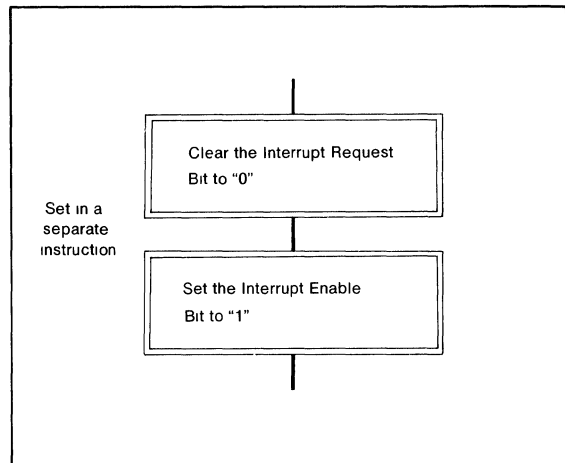 Clear the Interrupt Request
Bit to “0”
Set in a
separate
instruction
Set the Interrupt Enable
Bit to “1”